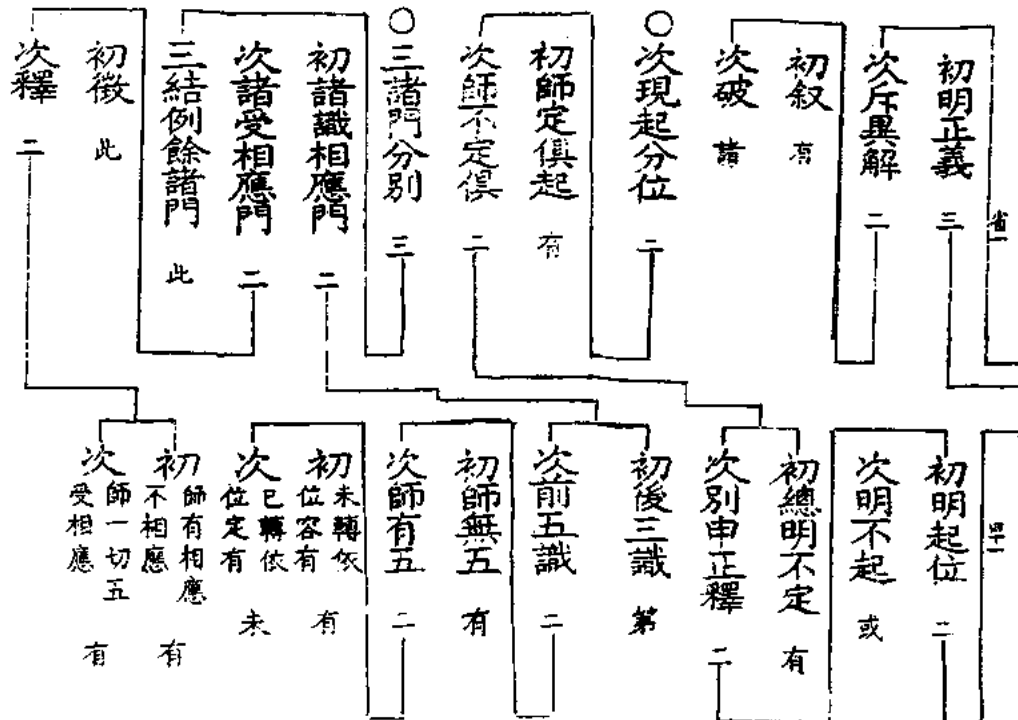 初明正義 三
次斥異解 二
初叙 有
次破 諸
○次現起分位 二
初師定俱起 有
次師不定俱 二
○三諸門分別 三
初諸識相應門 二
次諸受相應門 二
三結例餘諸門 此
初徵 此
次釋 二
初明起位 二
次明不起 或
初總明不定 有
次別申正釋 二
初後三識 第
次前五識 二
初師無五 有
次師有五 二
初未轉依位容有 有
次已轉依位定有 未
初師有相應不相應 有
次師一切五受相應 有